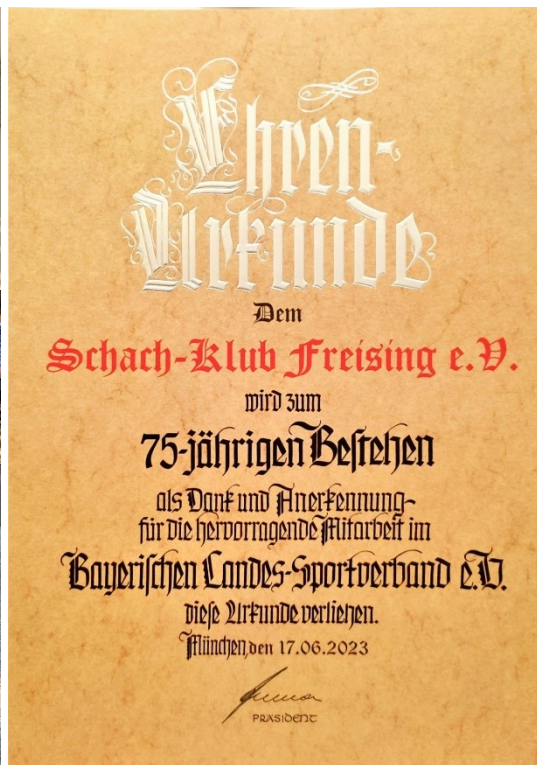 Ehren-
Urkunde
Dem
Schach-Klub Freising e.V.
wird zum
75-jährigen Bestehen
als Dank und Anerkennung
für die hervorragende Mitarbeit im
Bayerischen Landes-Sportverband e.V.
diese Urkunde verliehen.
München, den 17.06.2023
PRÄSIDENT